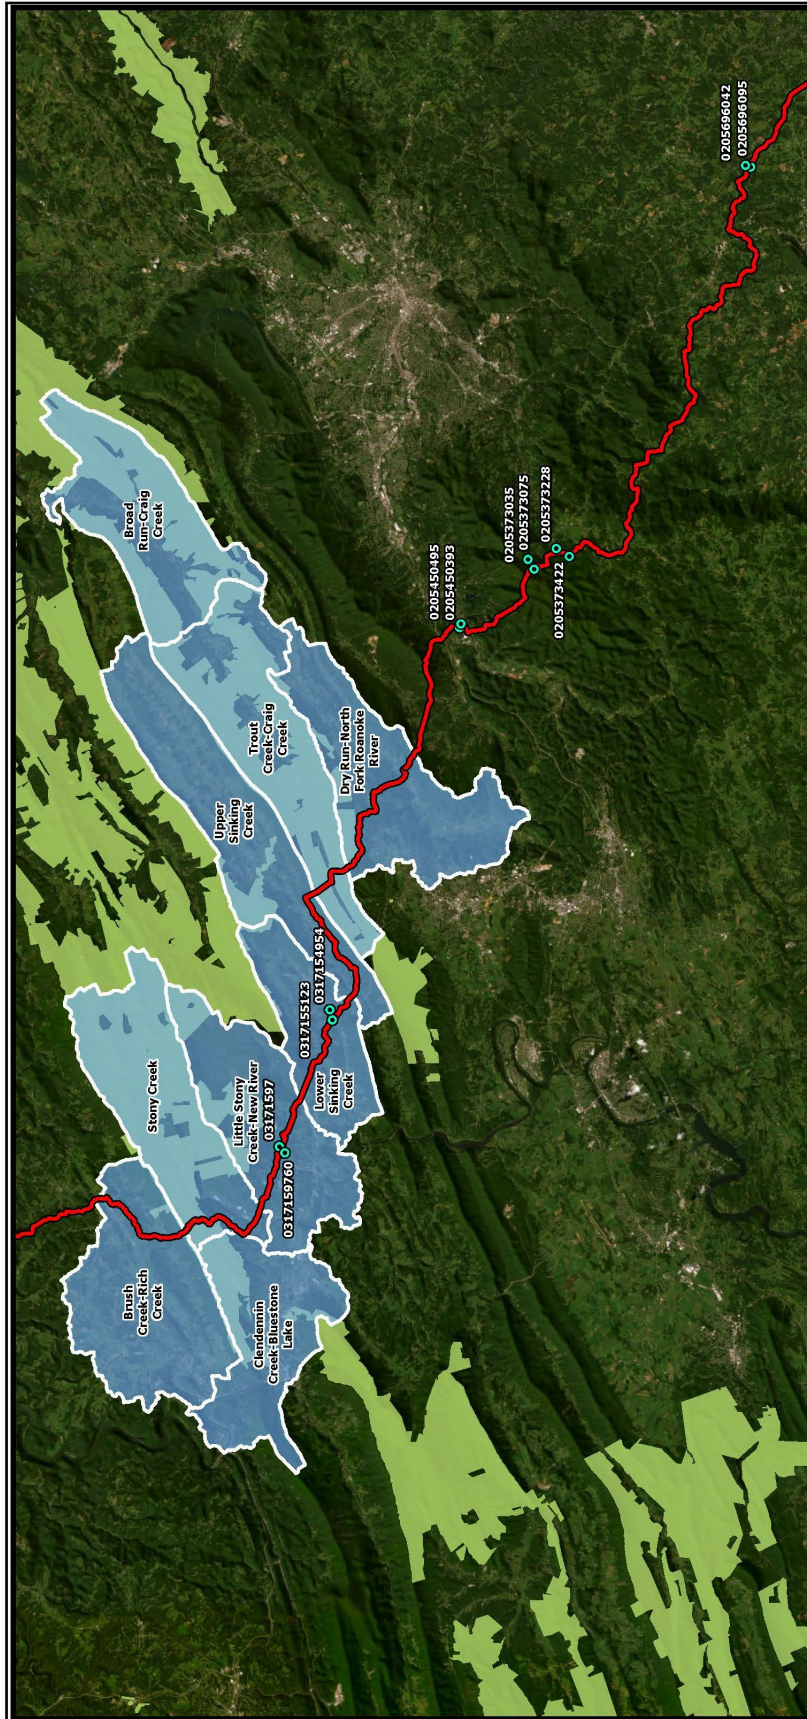 Brush
Creek-Rich
Creek
Clendennin
Creek-Bluestone
Lake
Stony Creek
Little Stony
Creek-New River
03171597
0317159760
Lower
Sinking
Creek
0317155123
0317154954
Upper
Sinking
Creek
Trout
Creek-Craig
Creek
Dry Run-North
Fork Roanoke
River
Broad
Run-Craig
Creek
0205450495
0205450393
0205373035
0205373075
0205373228
0205373422
0205696042
0205696095